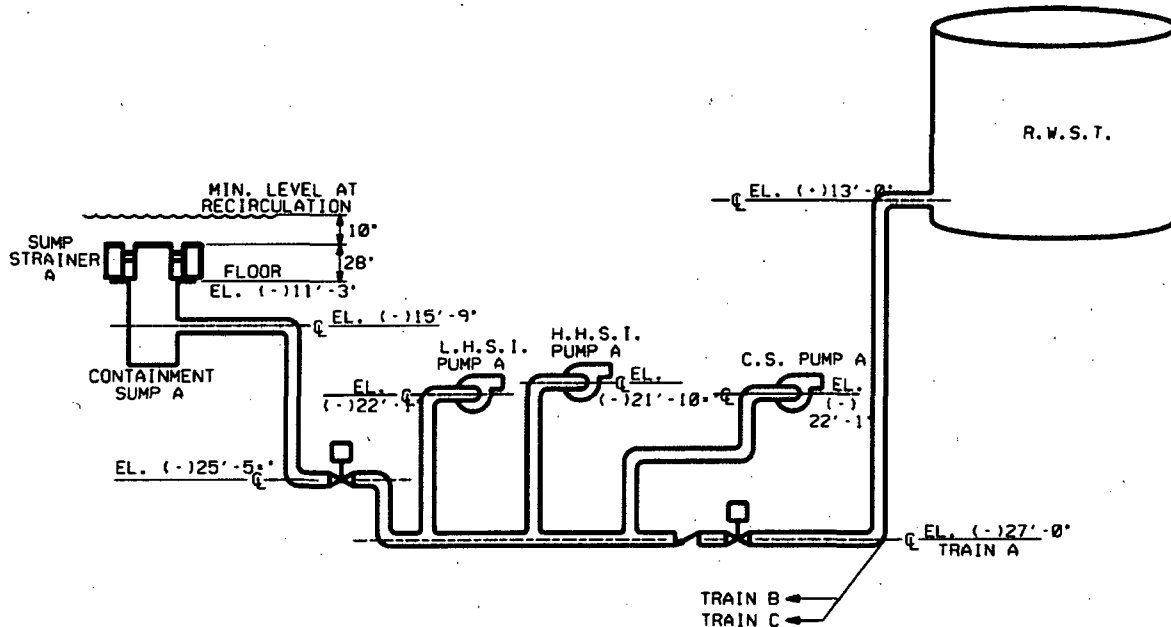 R.W.S.T.
MIN. LEVEL AT
RECIRCULATION
EL. (+)13'-0"
10"
SUMP
STRAINER
A
28"
FLOOR
EL. (-)11'-3"
EL. (-)15'-9"
L.H.S.I.
PUMP A
H.H.S.I.
PUMP A
C.S. PUMP A
CONTAINMENT
SUMP A
EL.
(-)22'-1"
EL.
(-)21'-10"
EL.
(-)
22'-1"
EL. (-)25'-5"
EL. (-)27'-0"
TRAIN A
TRAIN B
TRAIN C